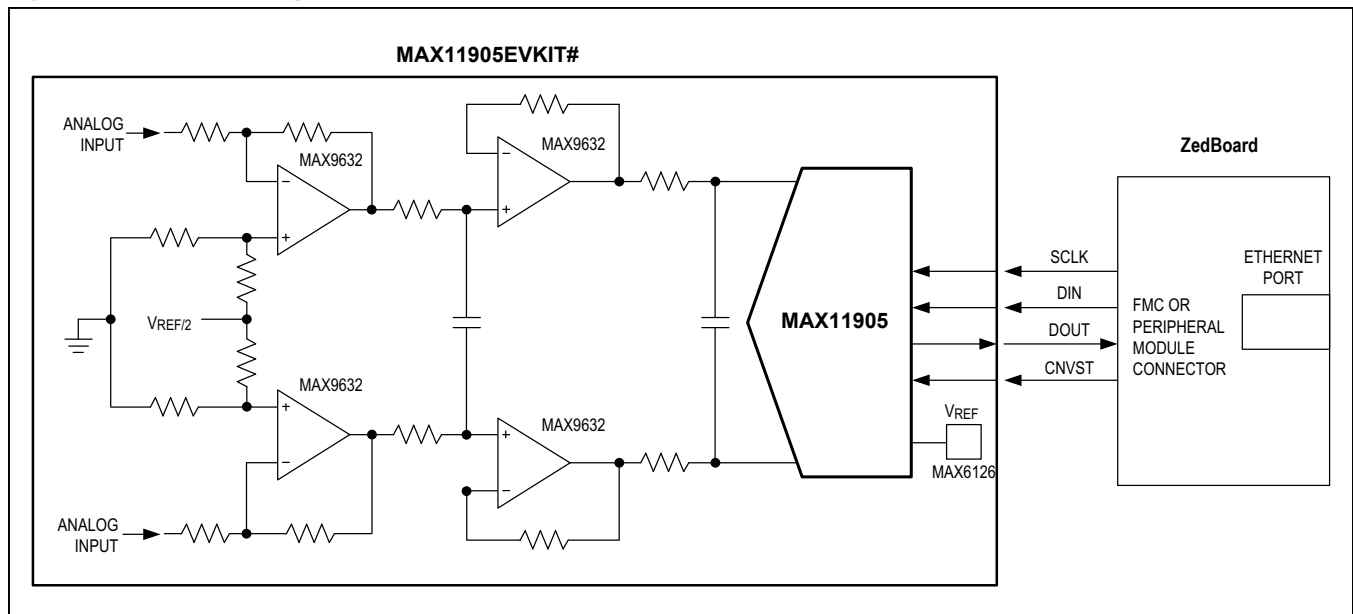 MAX11905EVKIT#
ANALOG
INPUT
MAX9632
MAX9632
VREF/2
MAX9632
MAX9632
ANALOG
INPUT
MAX11905
VREF
MAX6126
SCLK
DIN
DOUT
CNVST
ZedBoard
ETHERNET
PORT
FMC OR
PERIPHERAL
MODULE
CONNECTOR